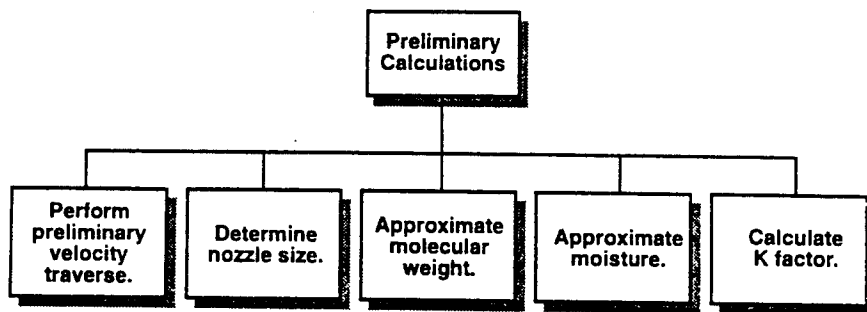 Preliminary
Calculations
Perform
preliminary
velocity
traverse.
Determine
nozzle size.
Approximate
molecular
weight.
Approximate
moisture.
Calculate
K factor.